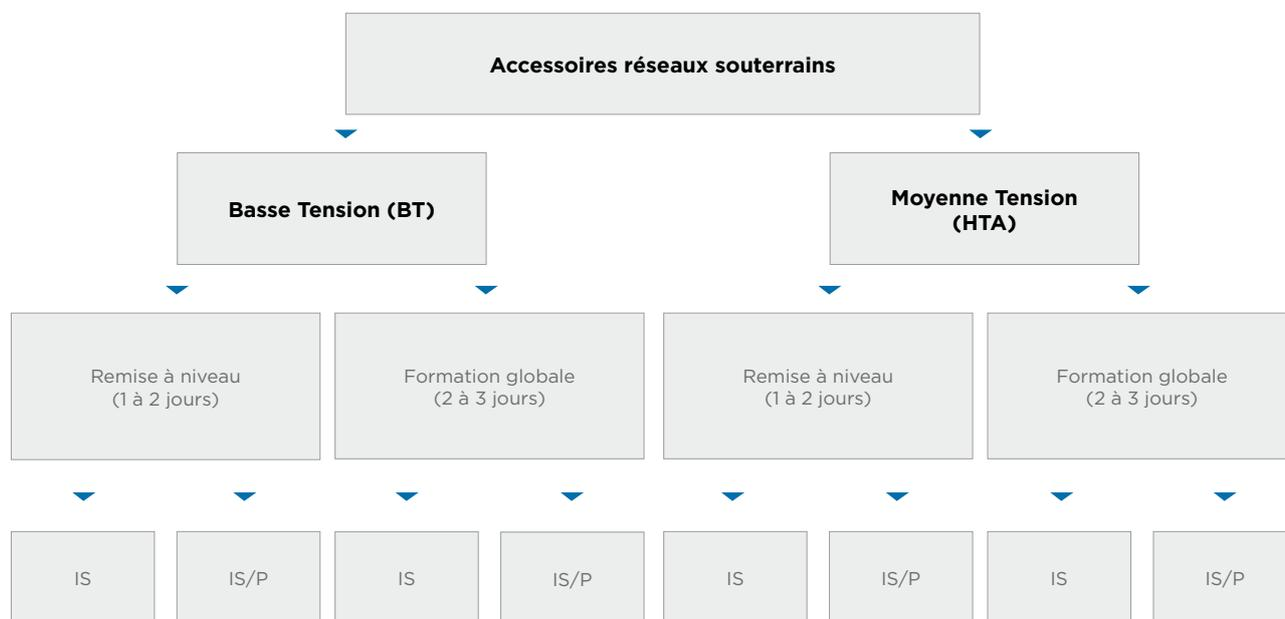 Accessoires réseaux souterrains
Basse Tension (BT)
Moyenne Tension
(HTA)
Remise à niveau
(1 à 2 jours)
Formation globale
(2 à 3 jours)
Remise à niveau
(1 à 2 jours)
Formation globale
(2 à 3 jours)
IS
IS/P
IS
IS/P
IS
IS/P
IS
IS/P